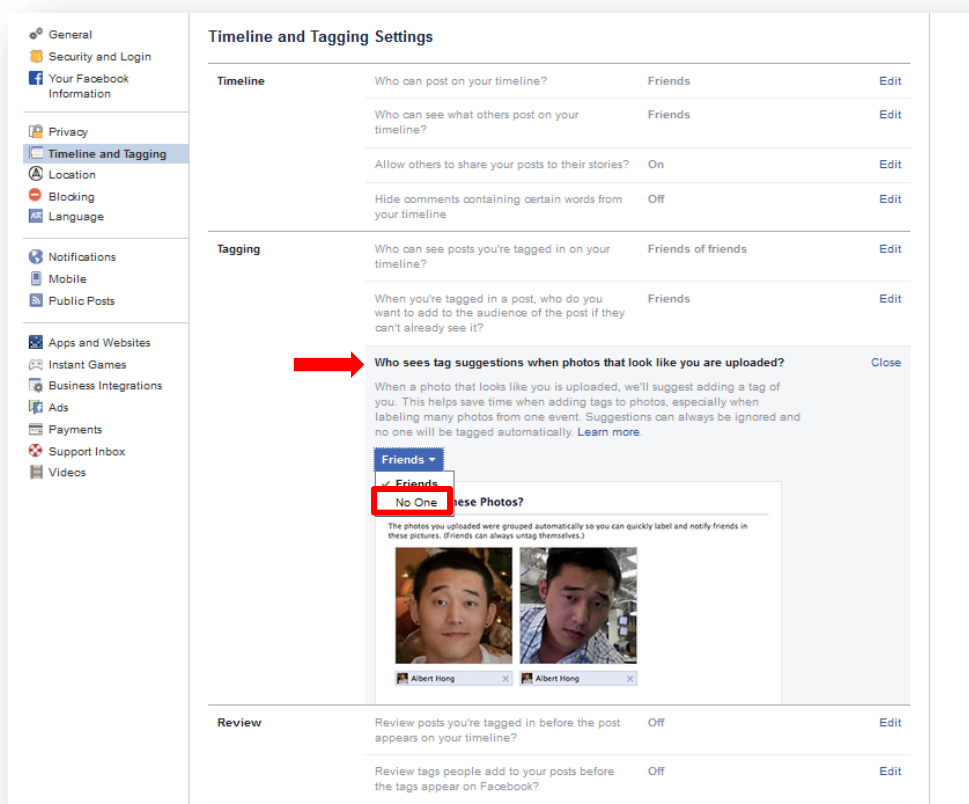 General
Security and Login
Your Facebook
Information
Privacy
Timeline and Tagging
Location
Blocking
Language
Notifications
Mobile
Public Posts
Apps and Websites
Instant Games
Business Integrations
Ads
Payments
Support Inbox
Videos
Timeline and Tagging Settings
Timeline
Who can post on your timeline? Friends Edit
Who can see what others post on your
timeline?
Friends Edit
Allow others to share your posts to their stories? On Edit
Hide comments containing certain words from
your timeline
Off Edit
Tagging
Who can see posts you're tagged in on your
timeline?
Friends of friends Edit
When you're tagged in a post, who do you
want to add to the audience of the post if they
can't already see it?
Friends Edit
Who sees tag suggestions when photos that look like you are uploaded? Close
When a photo that looks like you is uploaded, we'll suggest adding a tag of
you. This helps save time when adding tags to photos, especially when
labeling many photos from one event. Suggestions can always be ignored and
no one will be tagged automatically. Learn more.
Friends
Friends
No One
hese Photos?
The photos you uploaded were grouped automatically so you can quickly label and notify friends in
these pictures. (Friends can always untag themselves.)
Albert Hong
Albert Hong
Review
Review posts you're tagged in before the post
appears on your timeline?
Off Edit
Review tags people add to your posts before
the tags appear on Facebook?
Off Edit